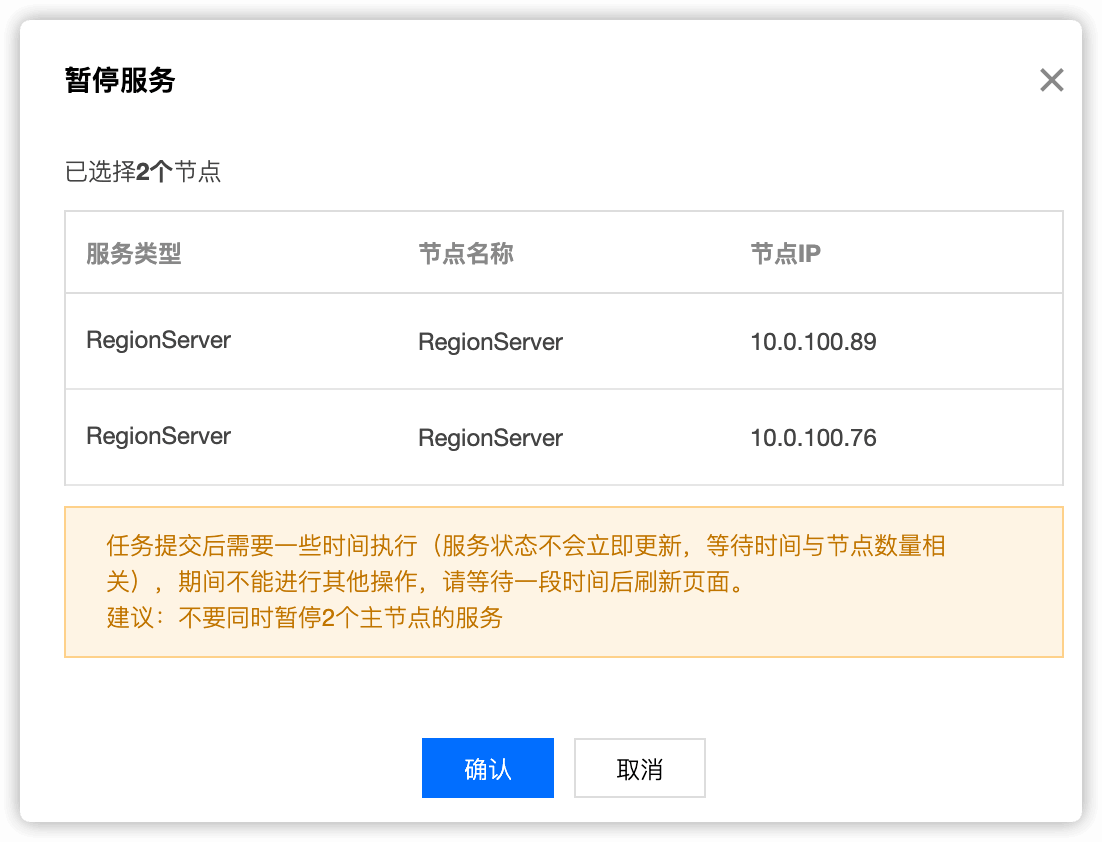 暂停服务
已选择2个节点
服务类型 节点名称 节点IP
RegionServer RegionServer 10.0.100.89
RegionServer RegionServer 10.0.100.76
任务提交后需要一些时间执行（服务状态不会立即更新，等待时间与节点数量相
关），期间不能进行其他操作，请等待一段时间后刷新页面。
建议：不要同时暂停2个主节点的服务
确认 取消